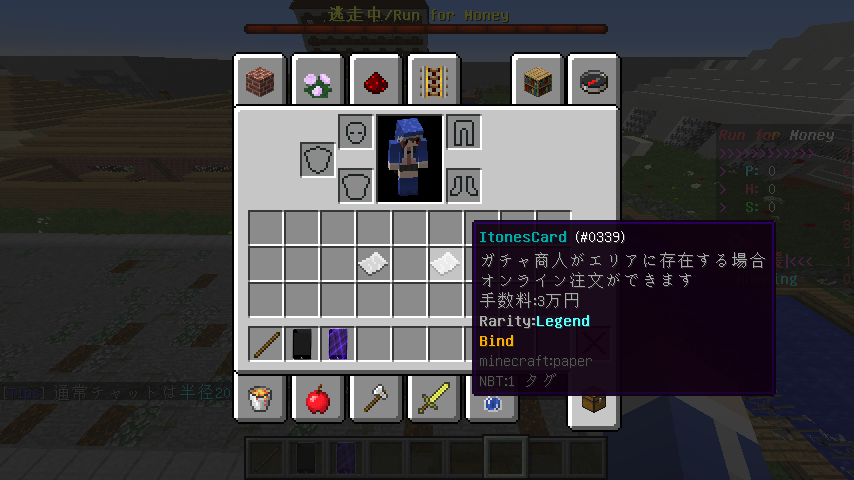 逃走中/Run for Money
Run for Money
P: 0
H: 0
S: 0
ItonesCard (#0339)
ガチャ商人がエリアに存在する場合
オンライン注文ができます
手数料:3万円
Rarity:Legend
Bind
minecraft:paper
NBT:1 タグ
通常チャットは半径20